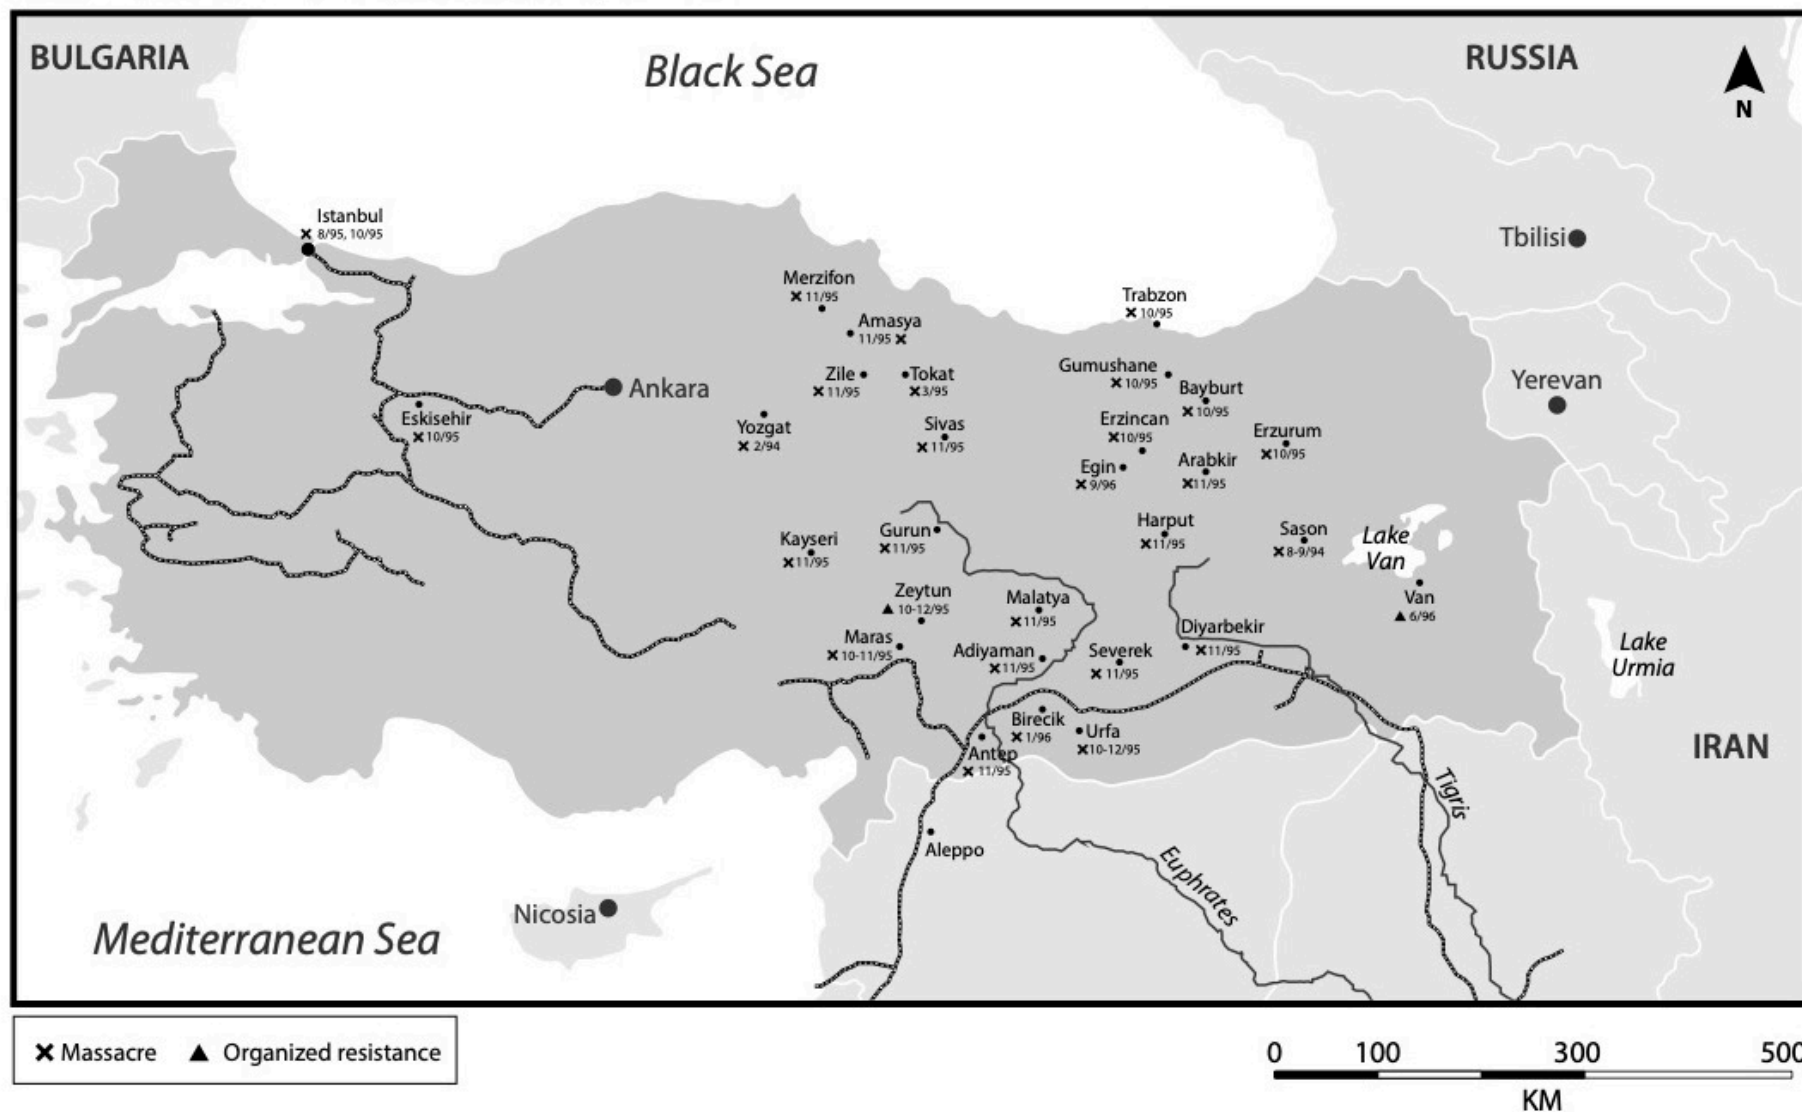 BULGARIA
Black Sea
RUSSIA
N
Istanbul
8/95, 10/95
Tbilisi
Merzifon
11/95
Trabzon
10/95
Amasya
11/95
Gumushane
10/95
Zile
11/95
Tokat
3/95
Bayburt
10/95
Yerevan
Ankara
Eskisehir
10/95
Yozgat
2/94
Sivas
11/95
Erzincan
10/95
Erzurum
10/95
Egin
9/96
Arabkir
11/95
Harput
11/95
Sason
8-9/94
Lake
Van
Kayseri
11/95
Gurun
11/95
Zeytun
10-12/95
Malatya
11/95
Van
6/96
Maras
10-11/95
Adiyaman
11/95
Severek
11/95
Diyarbekir
11/95
Lake
Urmia
Birecik
1/96
Urfa
10-12/95
Antep
11/95
IRAN
Tigris
Aleppo
Euphrates
Nicosia
Mediterranean Sea
Massacre Organized resistance
0 100 300 500
KM